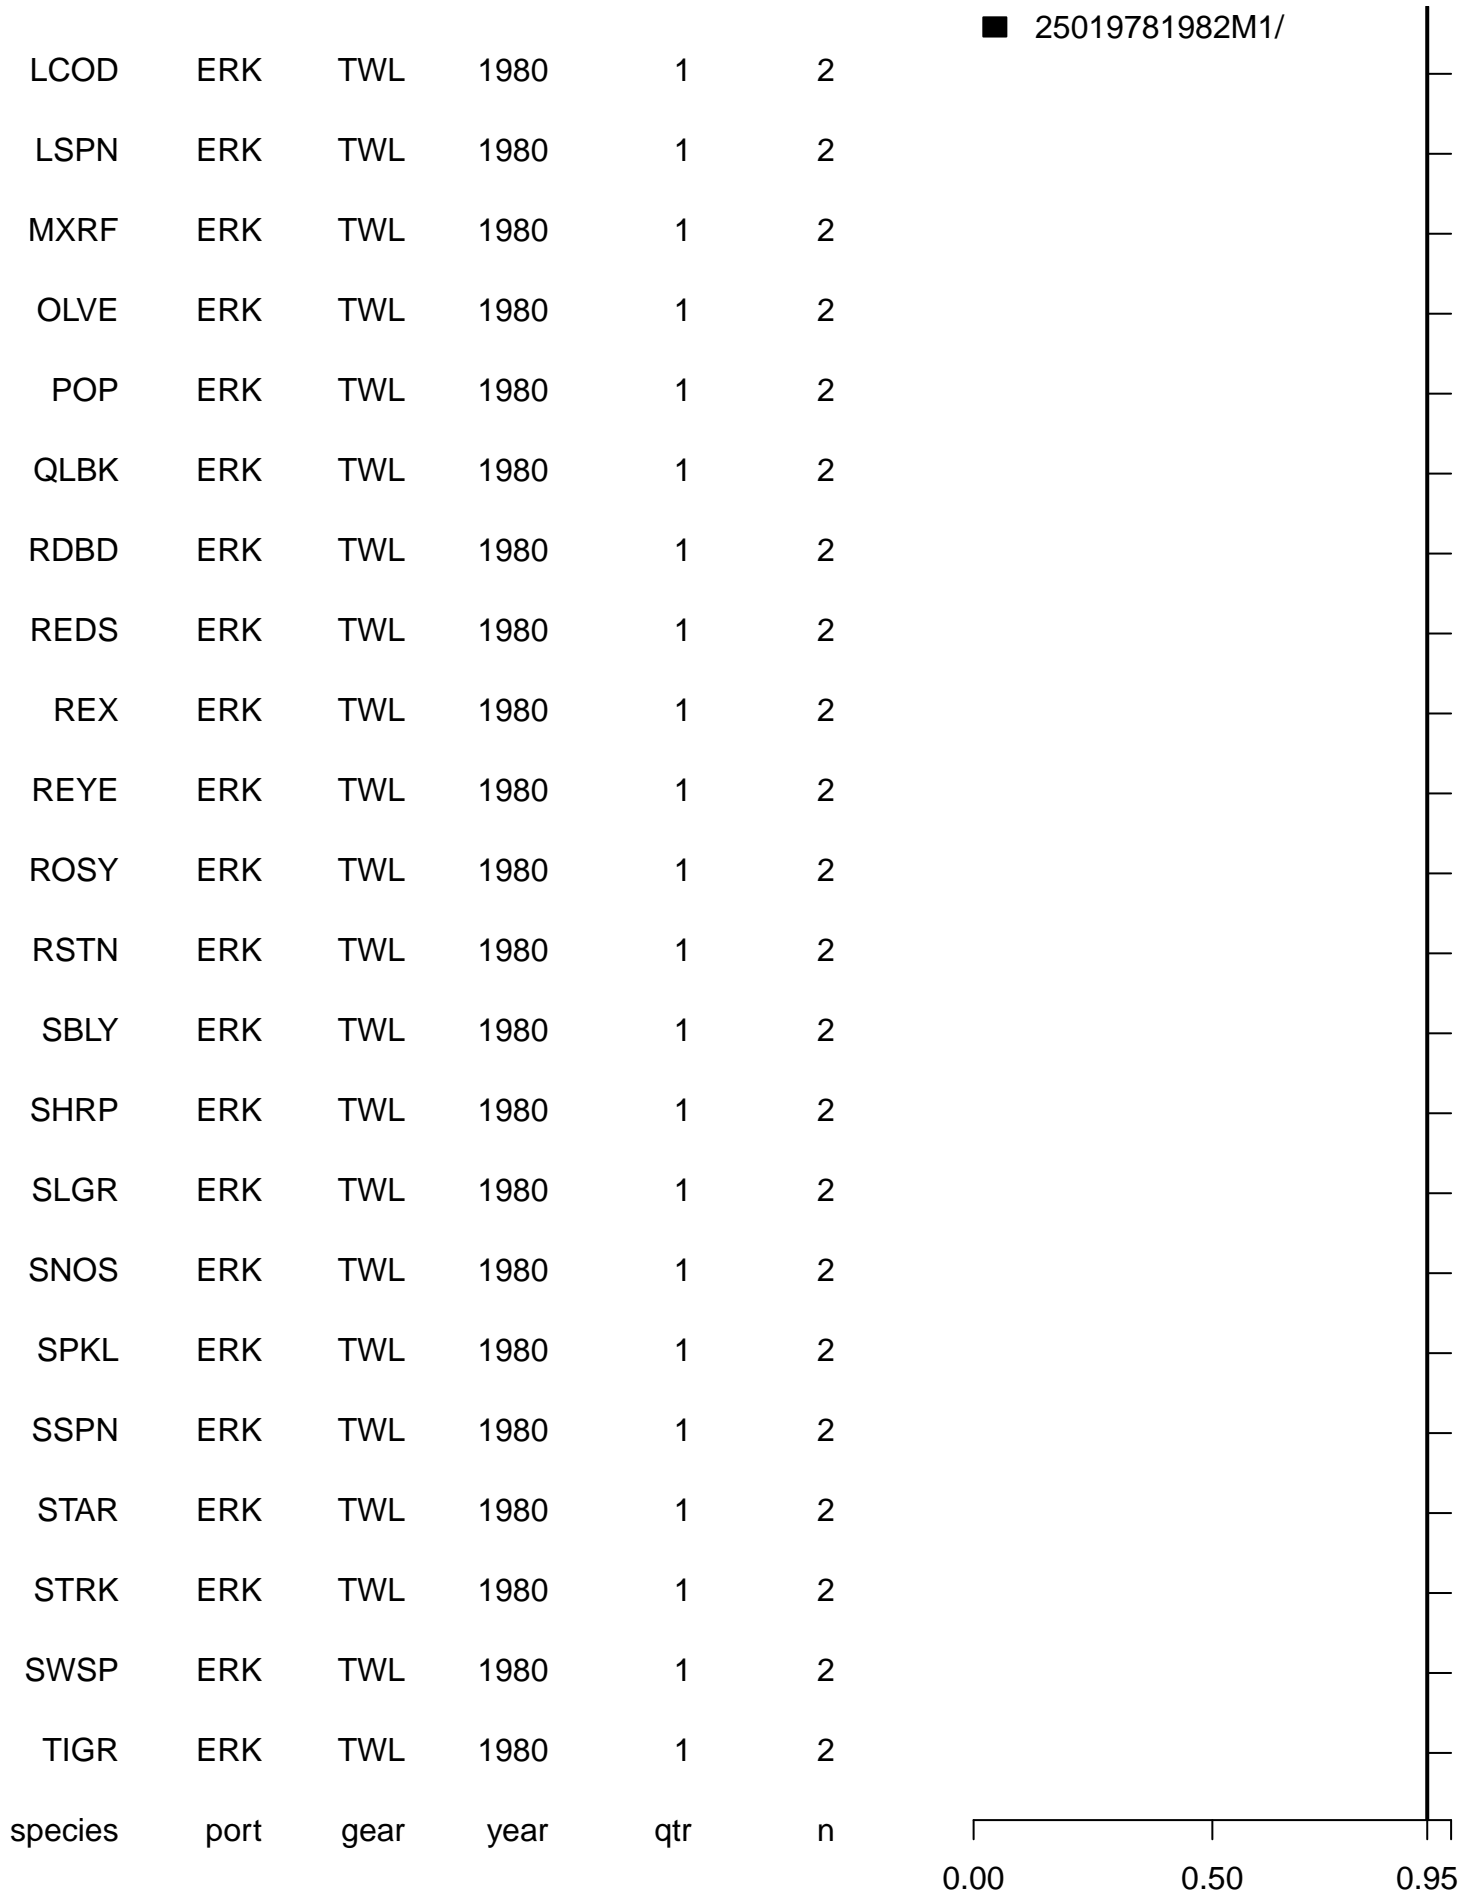 25019781982M1/
LCOD ERK TWL 1980 1 2
LSPN ERK TWL 1980 1 2
MXRF ERK TWL 1980 1 2
OLVE ERK TWL 1980 1 2
POP ERK TWL 1980 1 2
QLBK ERK TWL 1980 1 2
RDBD ERK TWL 1980 1 2
REDS ERK TWL 1980 1 2
REX ERK TWL 1980 1 2
REYE ERK TWL 1980 1 2
ROSY ERK TWL 1980 1 2
RSTN ERK TWL 1980 1 2
SBLY ERK TWL 1980 1 2
SHRP ERK TWL 1980 1 2
SLGR ERK TWL 1980 1 2
SNOS ERK TWL 1980 1 2
SPKL ERK TWL 1980 1 2
SSPN ERK TWL 1980 1 2
STAR ERK TWL 1980 1 2
STRK ERK TWL 1980 1 2
SWSP ERK TWL 1980 1 2
TIGR ERK TWL 1980 1 2
species port gear year qtr n
0.00 0.50 0.95